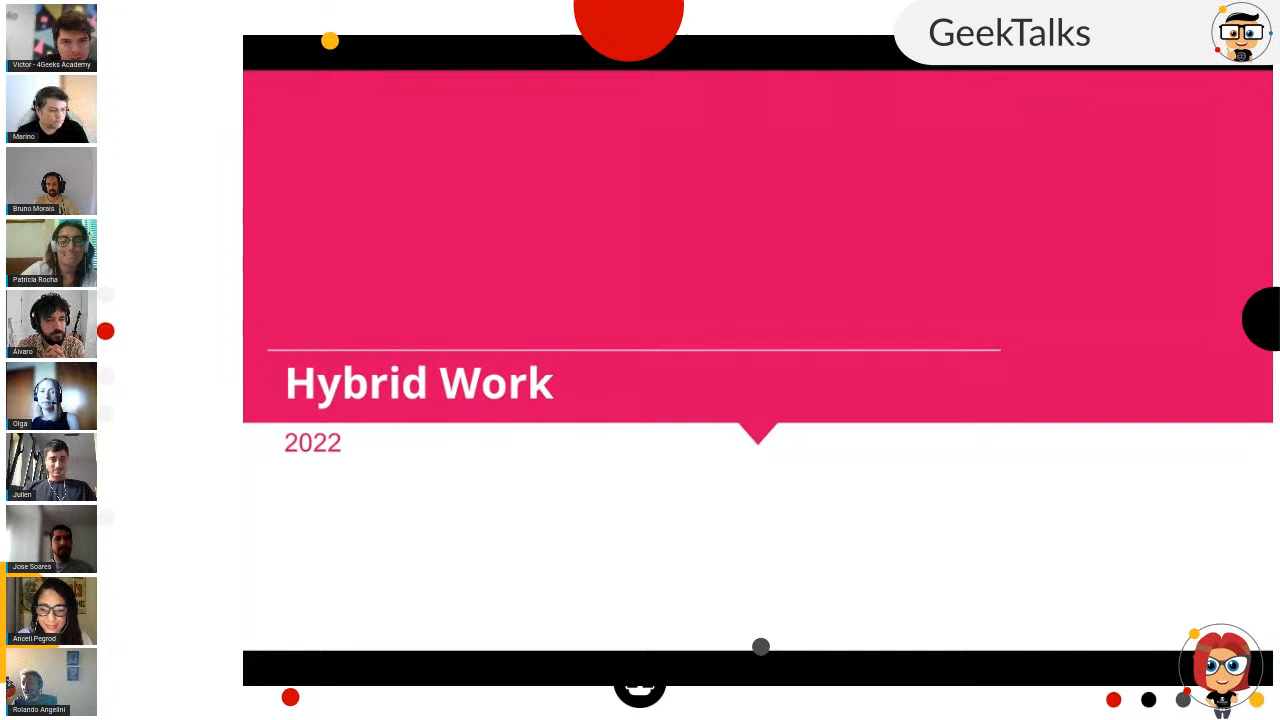 GeekTalks
Victor - 4Geeks Academy
Marino
Bruno Morais
Patricia Rocha
Alvaro
Olga
Julien
Jose Soares
Anceli Pegrod
Rolando Angelini
Hybrid Work
2022